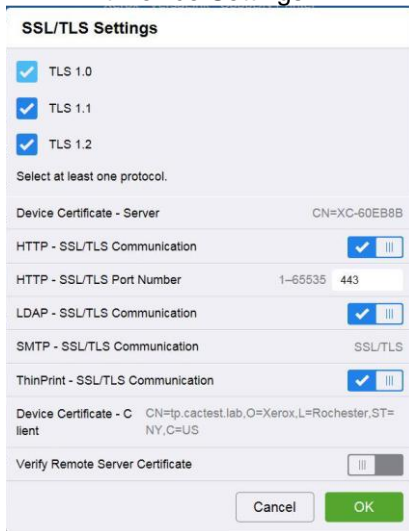 SSL/TLS Settings
TLS 1.0
TLS 1.1
TLS 1.2
Select at least one protocol.
Device Certificate - Server CN=XC-60EB8B
HTTP - SSL/TLS Communication
HTTP - SSL/TLS Port Number 1–65535 443
LDAP - SSL/TLS Communication
SMTP - SSL/TLS Communication SSL/TLS
ThinPrint - SSL/TLS Communication
Device Certificate - C CN=tp.cactest.lab,O=Xerox,L=Rochester,ST=
lient NY,C=US
Verify Remote Server Certificate
Cancel OK